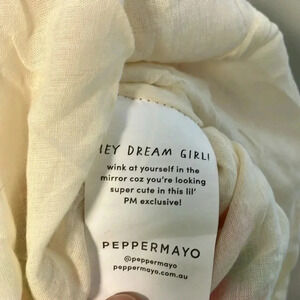 HEY DREAM GIRL!
wink at yourself in the
mirror coz you're looking
super cute in this lil'
PM exclusive!
PEPPERMAYO
@peppermayo
peppermayo.com.au